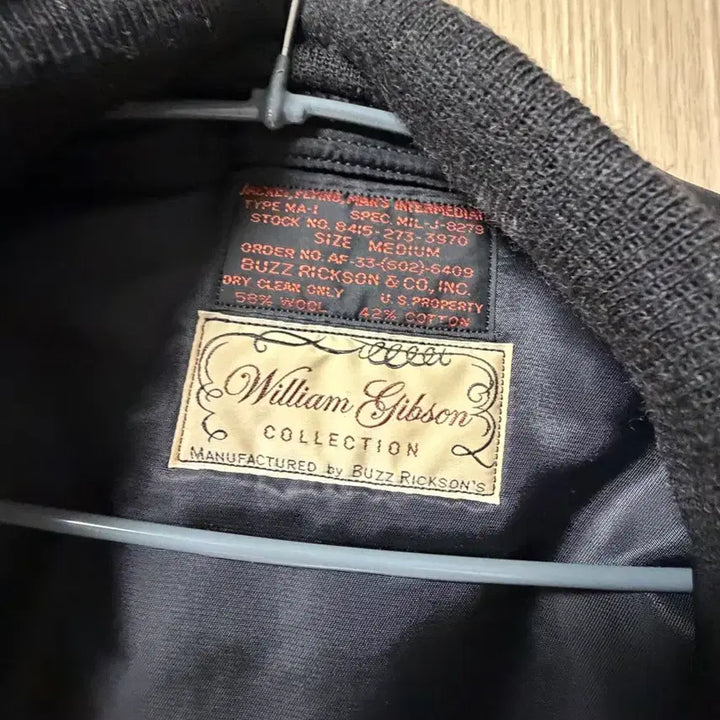 JACKET, FLYING, MAN'S INTERMEDIATE
TYPE MA-1 SPEC. MIL-J-8279
STOCK NO. 8415-273-3970
SIZE MEDIUM
ORDER NO. AF-33-(602)-6409
BUZZ RICKSON & CO, INC.
DRY CLEAN ONLY U.S. PROPERTY
58% WOOL 42% COTTON
William Gibson
COLLECTION
MANUFACTURED by BUZZ RICKSON'S